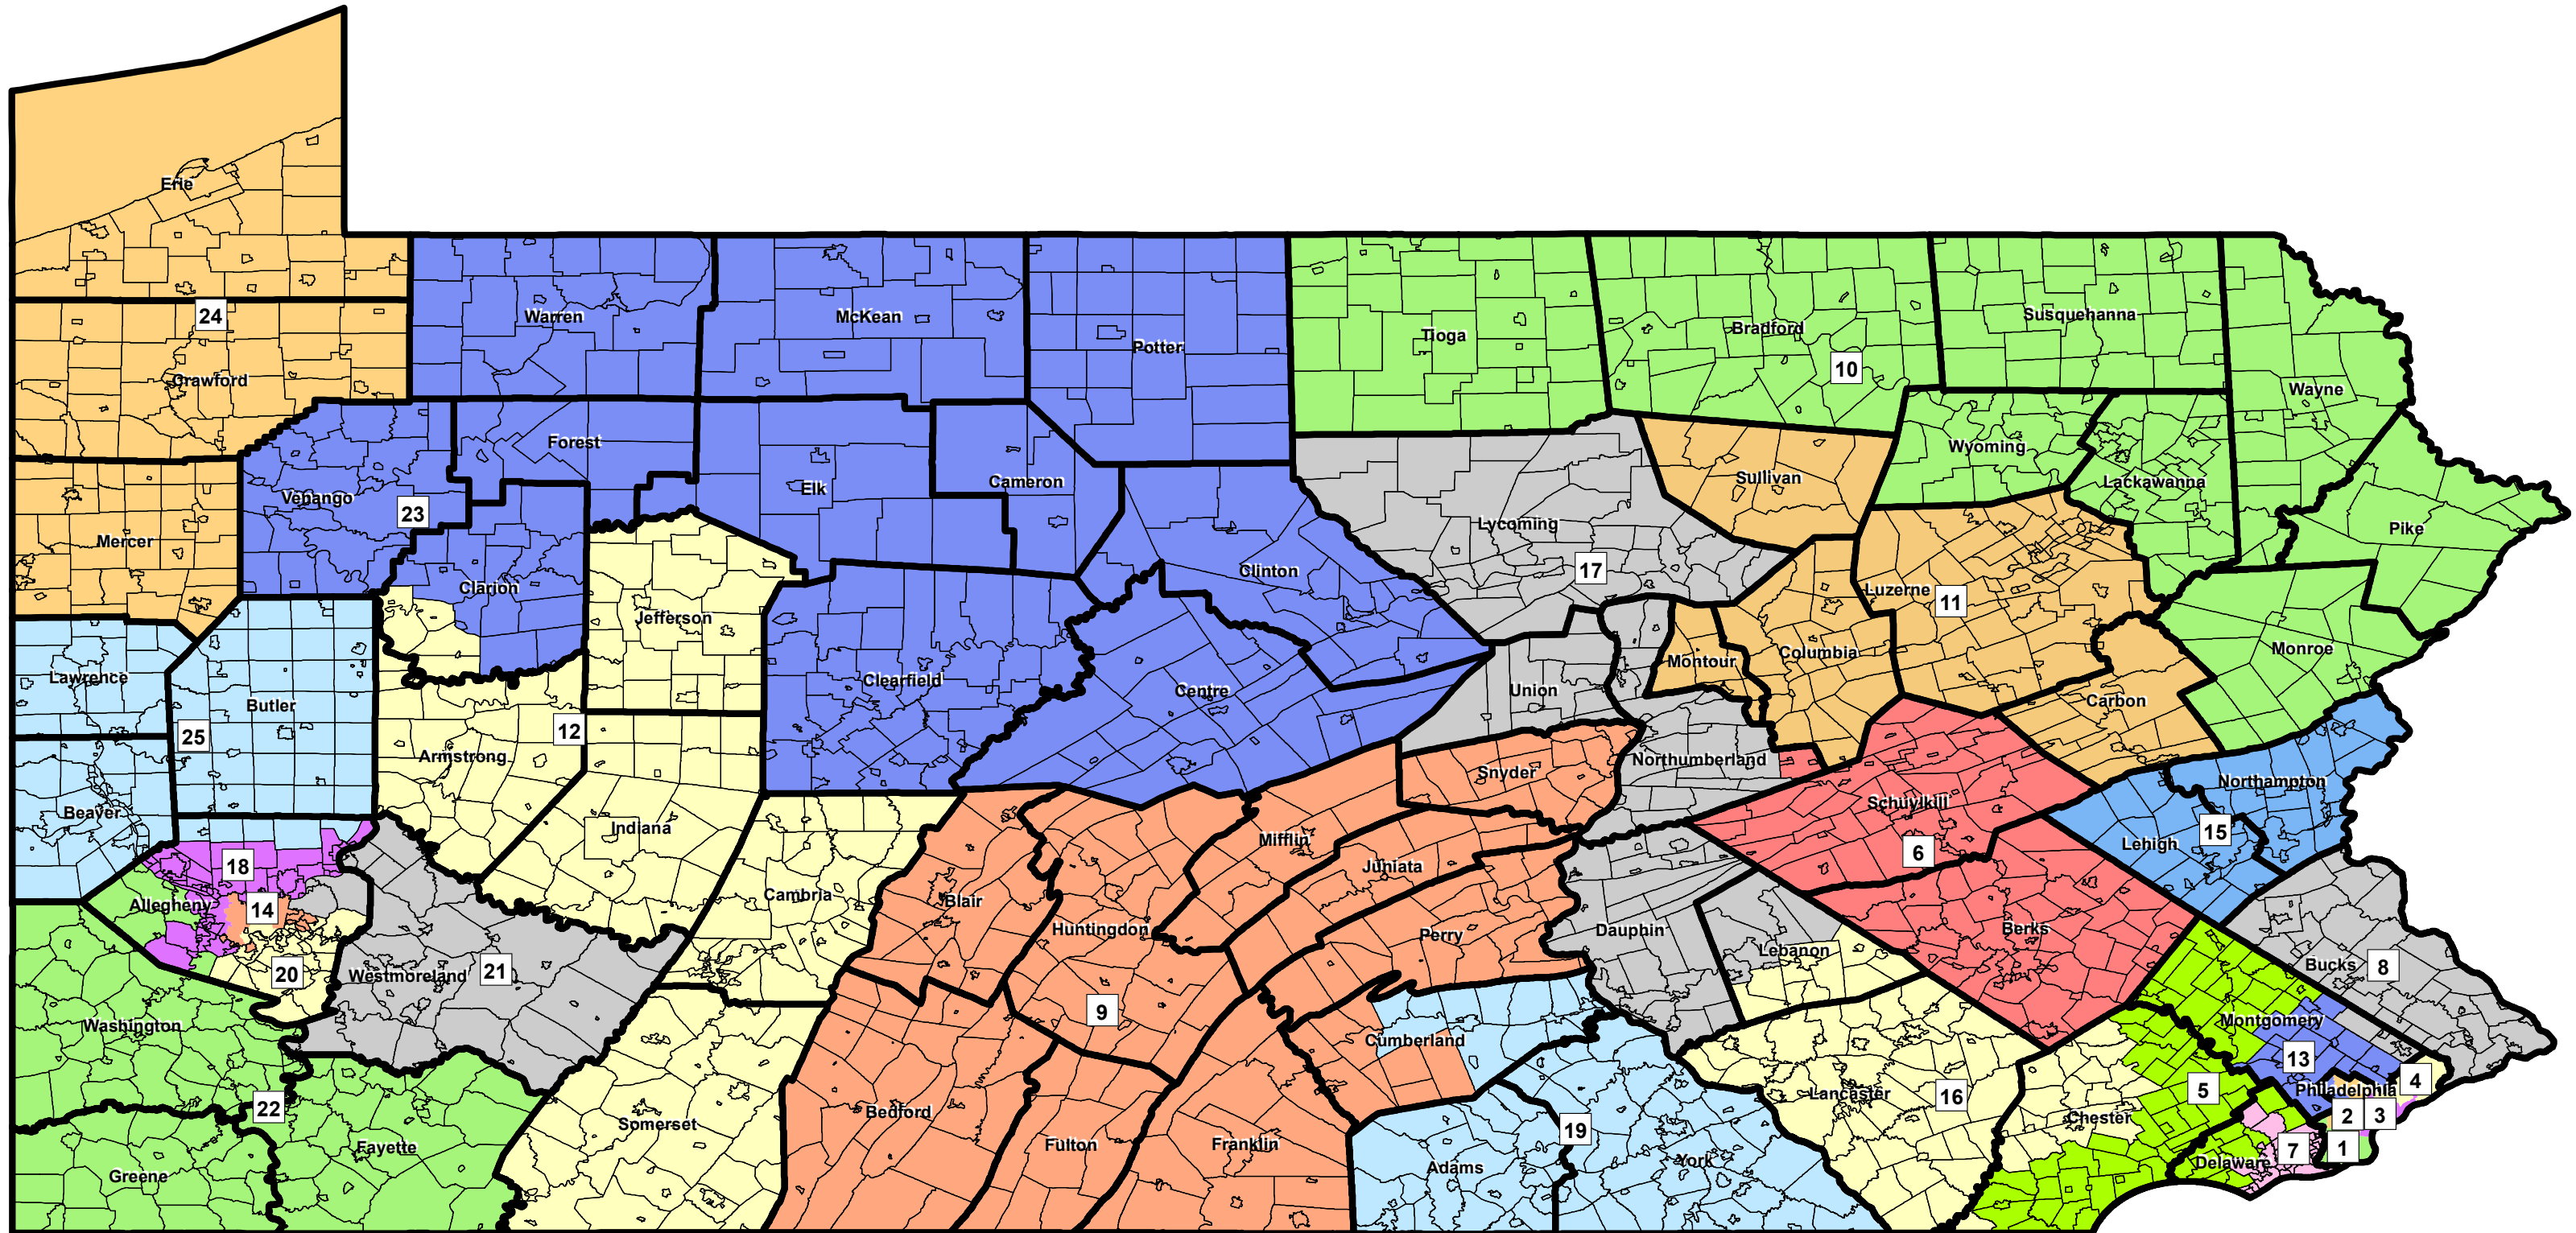 Erie
24
Crawford
Warren
McKean
Potter
Tioga
Bradford
10
Susquehanna
Wayne
Forest
Venango
23
Elk
Cameron
Sullivan
Wyoming
Lackawanna
Mercer
Clarion
Clinton
Lycoming
17
Luzerne
11
Pike
Jefferson
Lawrence
Butler
25
Armstrong
12
Clearfield
Centre
Union
Montour
Columbia
Carbon
Monroe
Beaver
Indiana
Snyder
Northumberland
Schuylkill
6
Northampton
Lehigh
15
18
Allegheny
14
20
Westmoreland
21
Cambria
Blair
Huntingdon
Mifflin
Juniata
Perry
Dauphin
Lebanon
Berks
Bucks
8
Washington
22
9
Cumberland
Montgomery
13
Philadelphia
4
Greene
Fayette
Somerset
Bedford
Fulton
Franklin
Adams
19
York
Lancaster
16
Chester
5
Delaware
7
2
3
1